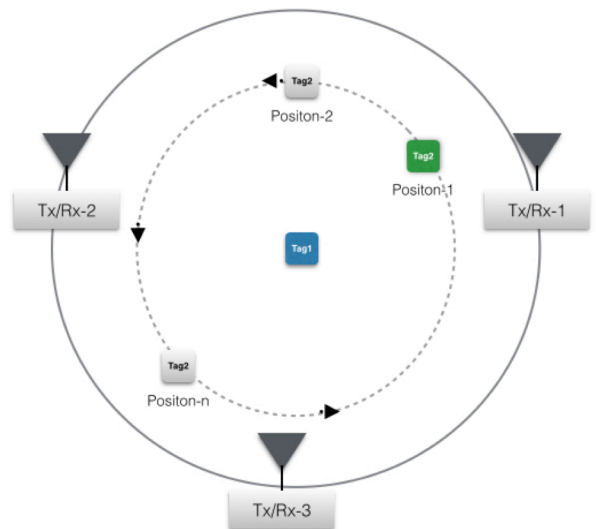 Tag2
Positon-2
Tag2
Positon-1
Tx/Rx-2
Tx/Rx-1
Tag1
Tag2
Positon-n
Tx/Rx-3